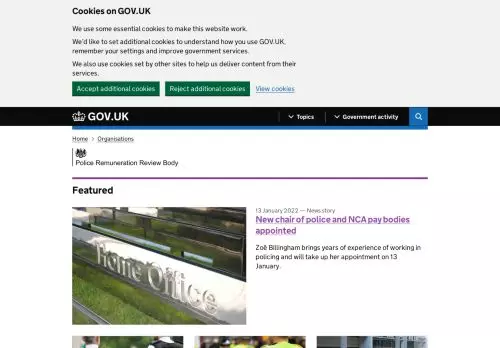 Cookies on GOV.UK
We use some essential cookies to make this website work.
We'd like to set additional cookies to understand how you use GOV.UK,
remember your settings and improve government services.
We also use cookies set by other sites to help us deliver content from their
services.
Accept additional cookies Reject additional cookies View cookies
GOV.UK Topics Government activity
Home Organisations
Police Remuneration Review Body
Featured
13 January 2022 — News story
New chair of police and NCA pay bodies
appointed
Zoë Billingham brings years of experience of working in
policing and will take up her appointment on 13
January.
Home Office